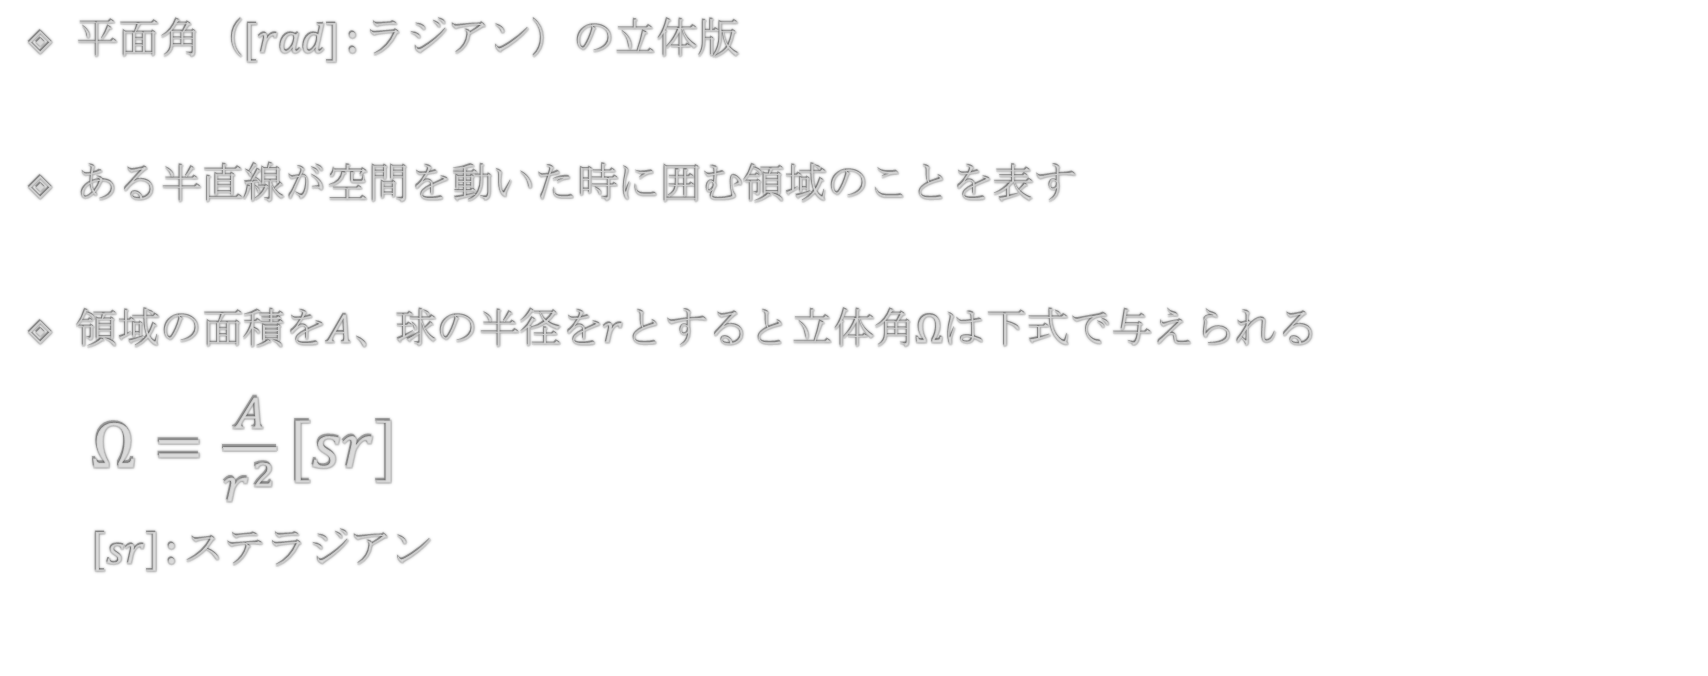 平面角（[rad]:ラジアン）の立体版
ある半直線が空間を動いた時に囲む領域のことを表す
領域の面積をA、球の半径をrとすると立体角Ωは下式で与えられる
Ω = A/r² [sr]
[sr]:ステラジアン